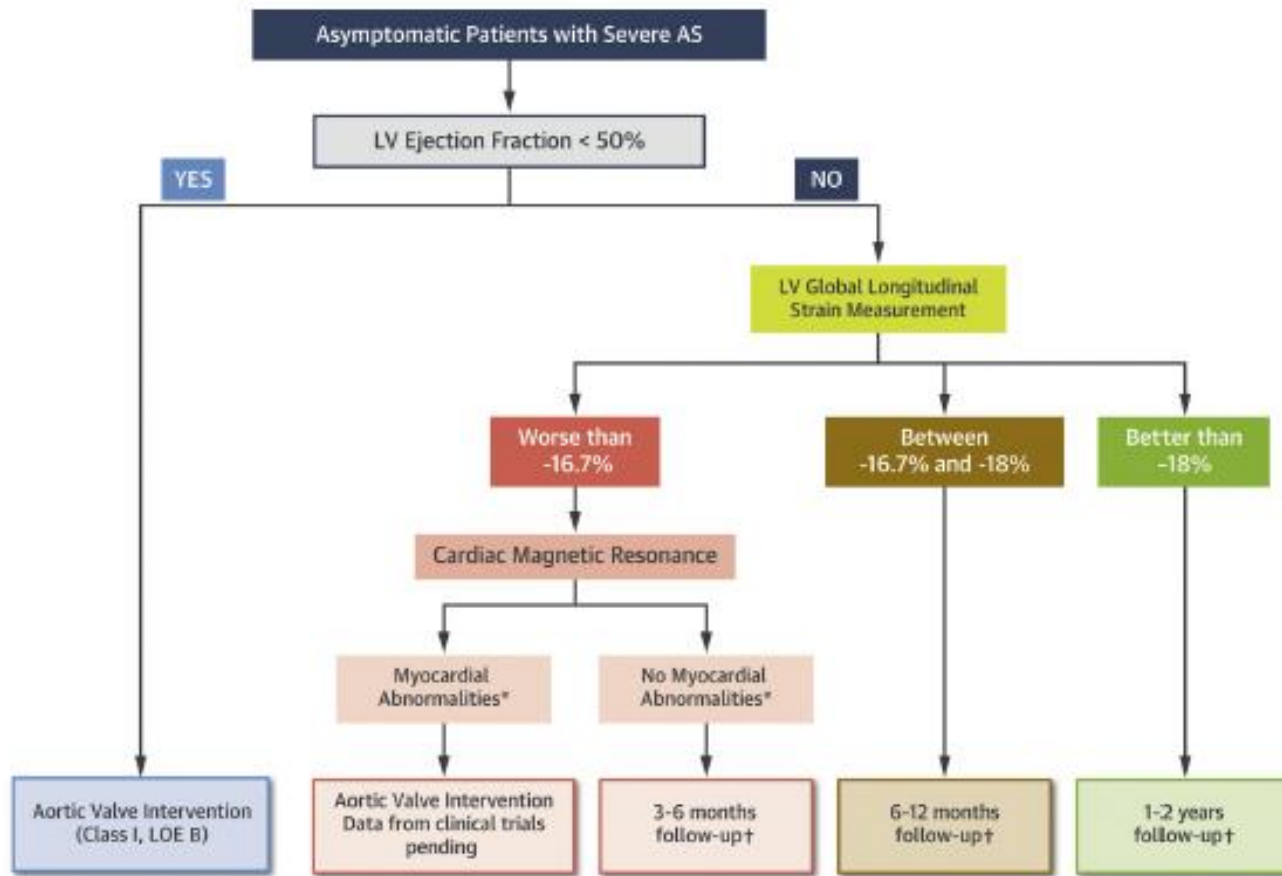 Asymptomatic Patients with Severe AS
LV Ejection Fraction < 50%
YES
NO
LV Global Longitudinal
Strain Measurement
Worse than
-16.7%
Between
-16.7% and -18%
Better than
-18%
Cardiac Magnetic Resonance
Myocardial
Abnormalities*
No Myocardial
Abnormalities*
Aortic Valve Intervention
(Class I, LOE B)
Aortic Valve Intervention
Data from clinical trials
pending
3-6 months
follow-up†
6-12 months
follow-up†
1-2 years
follow-up†